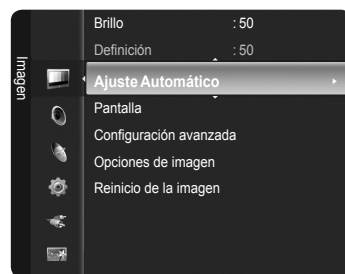 Imagen
Brillo : 50
Definición : 50
Ajuste Automático
Pantalla
Configuración avanzada
Opciones de imagen
Reinicio de la imagen